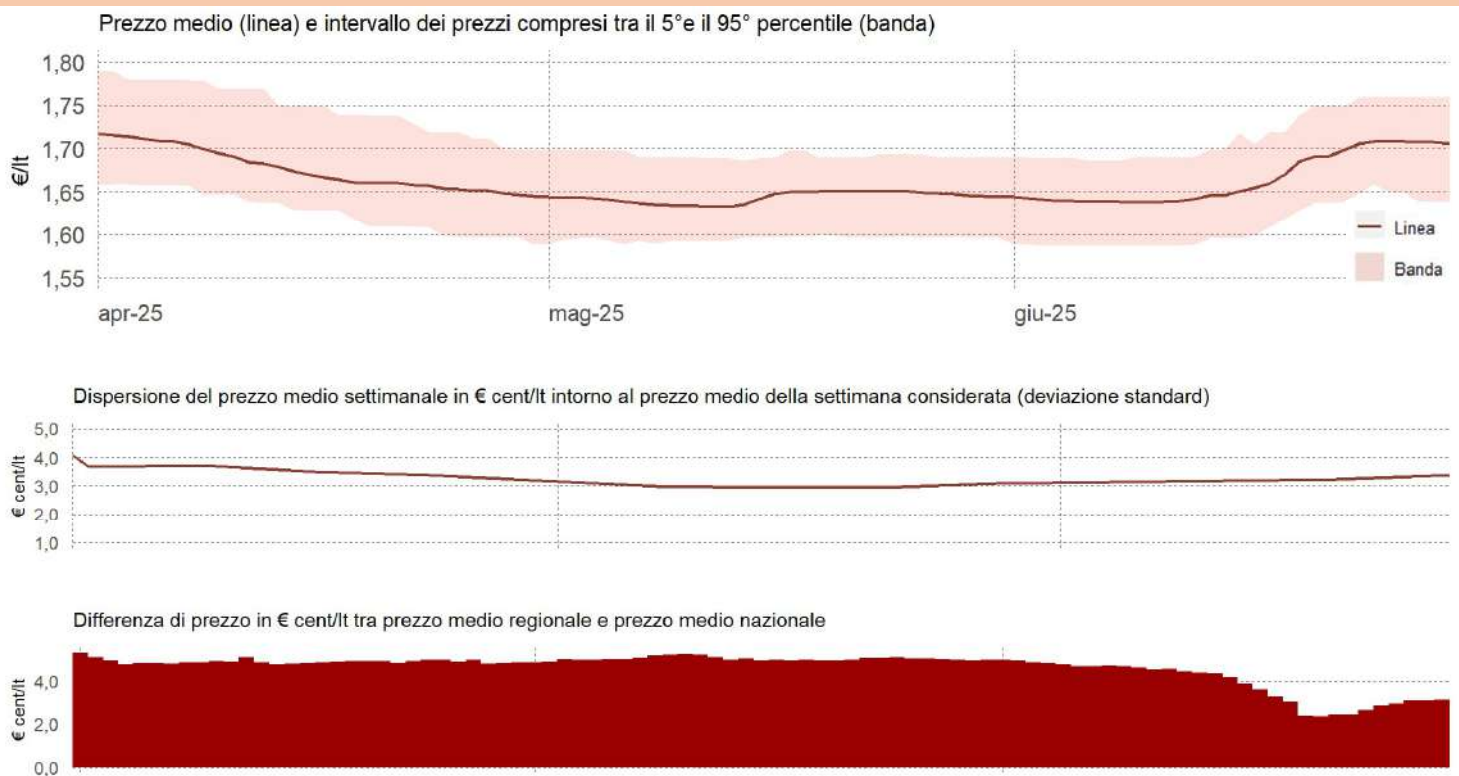 Prezzo medio (linea) e intervallo dei prezzi compresi tra il 5°e il 95° percentile (banda)
1,80
1,75
1,70
1,65
1,60
1,55
€/lt
Linea
Banda
apr-25 mag-25 giu-25
Dispersione del prezzo medio settimanale in € cent/lt intorno al prezzo medio della settimana considerata (deviazione standard)
5,0
4,0
3,0
2,0
1,0
€ cent/lt
Differenza di prezzo in € cent/lt tra prezzo medio regionale e prezzo medio nazionale
4,0
2,0
0,0
€ cent/lt